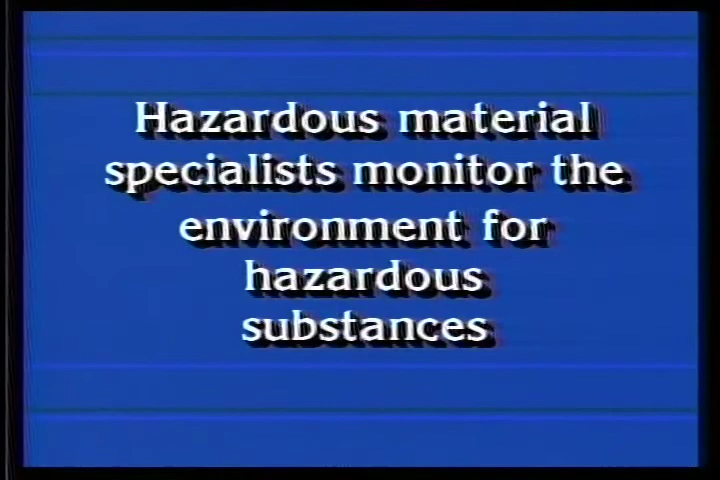 Hazardous material
specialists monitor the
environment for
hazardous
substances